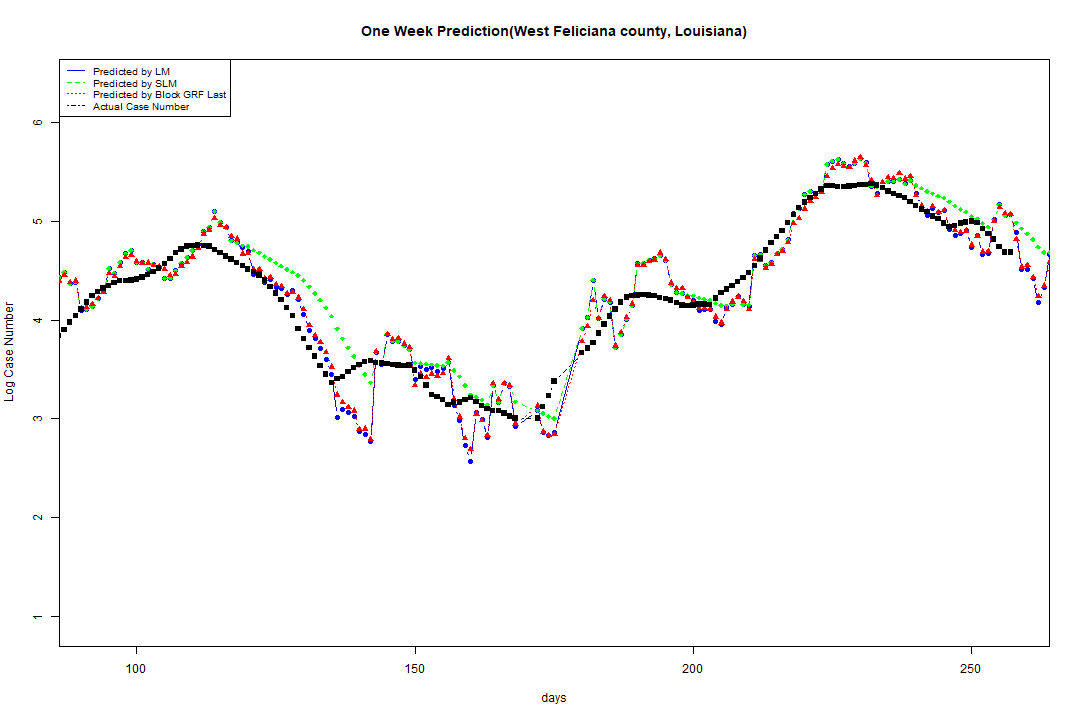 One Week Prediction(West Feliciana county, Louisiana)
Predicted by LM
Predicted by SLM
Predicted by Block GRF Last
Actual Case Number
6
5
4
3
2
1
Log Case Number
100 150 200 250
days